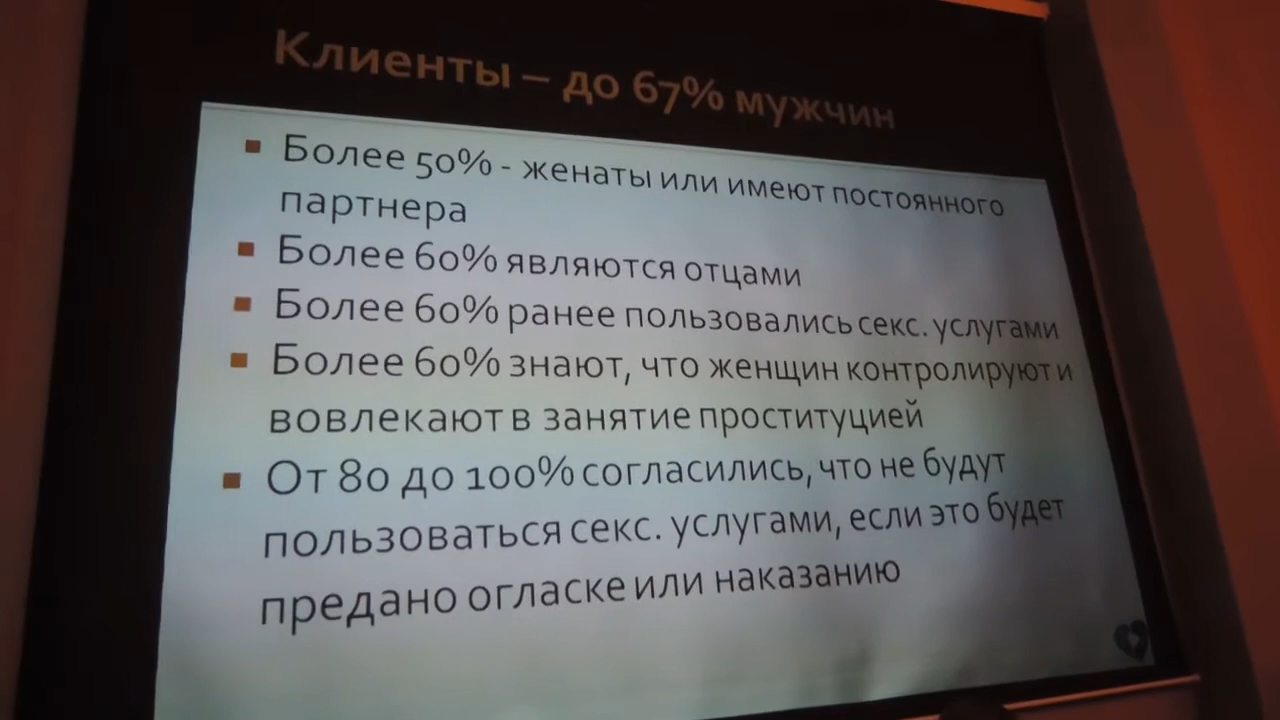 Клиенты – до 67% мужчин
Более 50% - женаты или имеют постоянного
партнера
Более 60% являются отцами
Более 60% ранее пользовались секс. услугами
Более 60% знают, что женщин контролируют и
вовлекают в занятие проституцией
От 80 до 100% согласились, что не будут
пользоваться секс. услугами, если это будет
предано огласке или наказанию